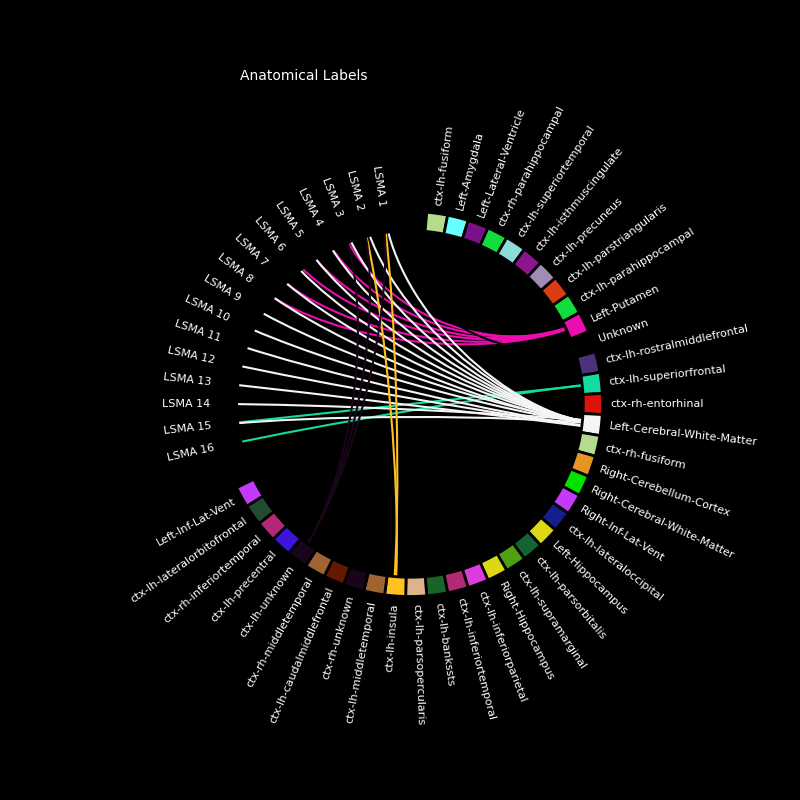 Anatomical Labels
LSMA 1
LSMA 2
LSMA 3
LSMA 4
LSMA 5
LSMA 6
LSMA 7
LSMA 8
LSMA 9
LSMA 10
LSMA 11
LSMA 12
LSMA 13
LSMA 14
LSMA 15
LSMA 16
Left-Inf-Lat-Vent
ctx-lh-lateralorbitofrontal
ctx-rh-inferiortemporal
ctx-lh-precentral
ctx-lh-unknown
ctx-rh-middletemporal
ctx-lh-caudalmiddlefrontal
ctx-rh-unknown
ctx-lh-middletemporal
ctx-lh-insula
ctx-lh-parsopercularis
ctx-lh-bankssts
ctx-lh-inferiortemporal
ctx-lh-inferiorparietal
Right-Hippocampus
ctx-lh-supramarginal
ctx-lh-parsorbitalis
Left-Hippocampus
ctx-lh-lateraloccipital
Right-Inf-Lat-Vent
Right-Cerebral-White-Matter
Right-Cerebellum-Cortex
ctx-rh-fusiform
Left-Cerebral-White-Matter
ctx-rh-entorhinal
ctx-lh-superiorfrontal
ctx-lh-rostralmiddlefrontal
Unknown
Left-Putamen
ctx-lh-parahippocampal
ctx-lh-parstriangularis
ctx-lh-precuneus
ctx-lh-isthmuscingulate
ctx-lh-superiortemporal
ctx-rh-parahippocampal
Left-Lateral-Ventricle
Left-Amygdala
ctx-lh-fusiform